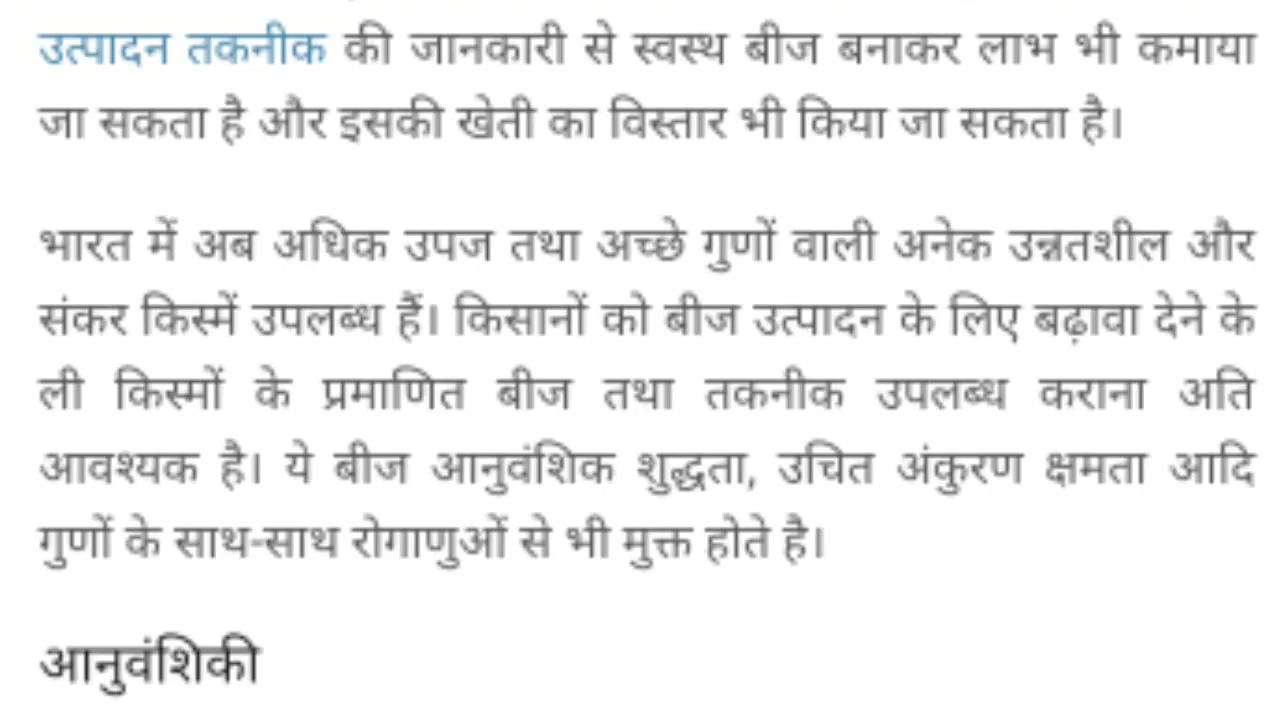 उत्पादन तकनीक की जानकारी से स्वस्थ बीज बनाकर लाभ भी कमाया
जा सकता है और इसकी खेती का विस्तार भी किया जा सकता है।
भारत में अब अधिक उपज तथा अच्छे गुणों वाली अनेक उन्नतशील और
संकर किस्में उपलब्ध हैं। किसानों को बीज उत्पादन के लिए बढ़ावा देने के
ली किस्मों के प्रमाणित बीज तथा तकनीक उपलब्ध कराना अति
आवश्यक है। ये बीज आनुवंशिक शुद्धता, उचित अंकुरण क्षमता आदि
गुणों के साथ-साथ रोगाणुओं से भी मुक्त होते है।
आनुवंशिकी